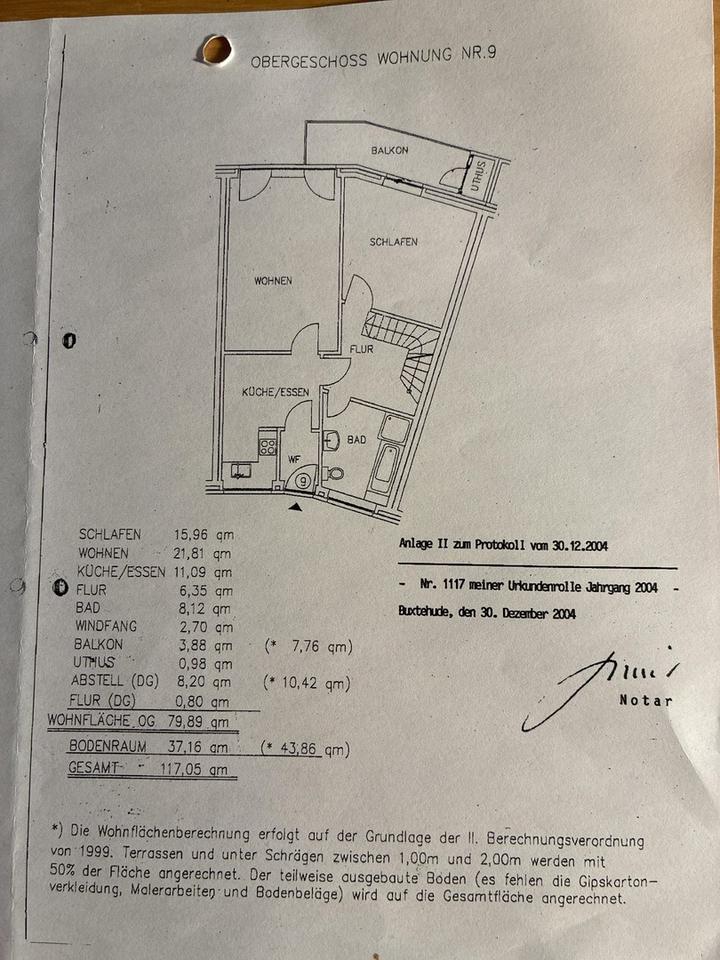 OBERGESCHOSS WOHNUNG NR.9
BALKON
UTHUS
SCHLAFEN
WOHNEN
FLUR
KÜCHE/ESSEN
BAD
WF
9
SCHLAFEN 15,96 qm
WOHNEN 21,81 qm
KÜCHE/ESSEN 11,09 qm
FLUR 6,35 qm
BAD 8,12 qm
WINDFANG 2,70 qm
BALKON 3,88 qm (* 7,76 qm)
UTHUS 0,98 qm
ABSTELL (DG) 8,20 qm (* 10,42 qm)
FLUR (DG) 0,80 qm
WOHNFLÄCHE OG 79,89 qm
BODENRAUM 37,16 qm (* 43,86 qm)
GESAMT 117,05 qm
Anlage II zum Protokoll vom 30.12.2004
- Nr. 1117 meiner Urkundenrolle Jahrgang 2004 -
Buxtehude, den 30. Dezember 2004
Notar
*) Die Wohnflächenberechnung erfolgt auf der Grundlage der II. Berechnungsverordnung
von 1999. Terrassen und unter Schrägen zwischen 1,00m und 2,00m werden mit
50% der Fläche angerechnet. Der teilweise ausgebaute Boden (es fehlen die Gipskarton-
verkleidung, Malerarbeiten und Bodenbeläge) wird auf die Gesamtfläche angerechnet.